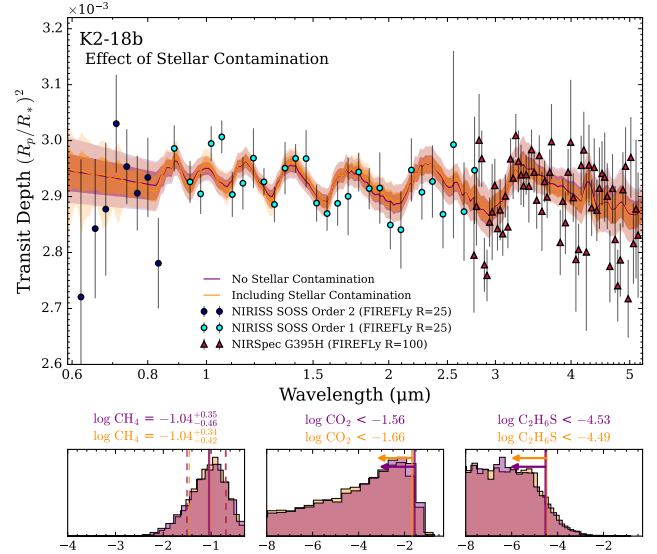 ×10⁻³
K2-18b
Effect of Stellar Contamination
3.2
3.1
3.0
2.9
2.8
2.7
2.6
Transit Depth (R_p/R_*)²
No Stellar Contamination
Including Stellar Contamination
NIRISS SOSS Order 2 (FIREFLy R=25)
NIRISS SOSS Order 1 (FIREFLy R=25)
NIRSpec G395H (FIREFLy R=100)
0.6 0.8 1 1.5 2 2.5 3 4 5
Wavelength (μm)
log CH₄ = −1.04^{+0.35}_{−0.46}
log CH₄ = −1.04^{+0.34}_{−0.42}
−4 −3 −2 −1
log CO₂ < −1.56
log CO₂ < −1.66
−8 −6 −4 −2
log C₂H₆S < −4.53
log C₂H₆S < −4.49
−8 −6 −4 −2